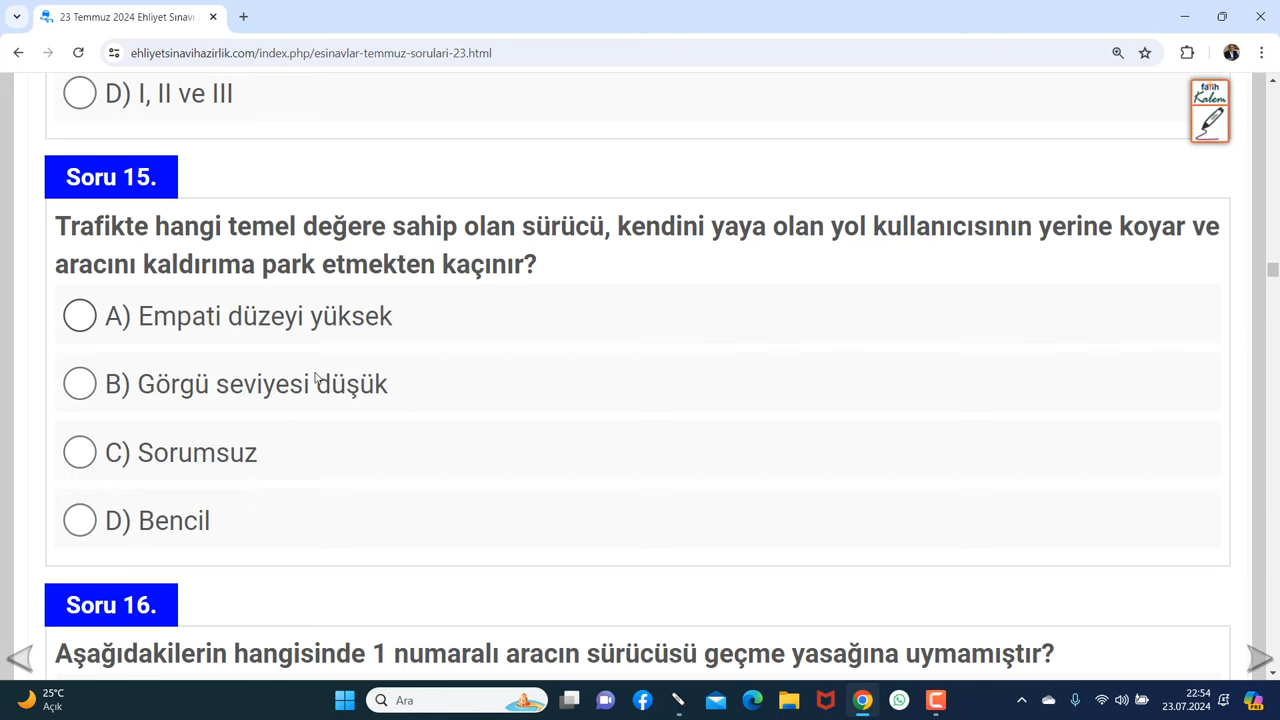 23 Temmuz 2024 Ehliyet Sınavı
ehliyetsinavihazirlik.com/index.php/esinavlar-temmuz-sorulari-23.html
D) I, II ve III
fatih
Kalem
Soru 15.
Trafikte hangi temel değere sahip olan sürücü, kendini yaya olan yol kullanıcısının yerine koyar ve
aracını kaldırıma park etmekten kaçınır?
A) Empati düzeyi yüksek
B) Görgü seviyesi düşük
C) Sorumsuz
D) Bencil
Soru 16.
Aşağıdakilerin hangisinde 1 numaralı aracın sürücüsü geçme yasağına uymamıştır?
25°C
Açık
Ara
22:54
23.07.2024
PRE